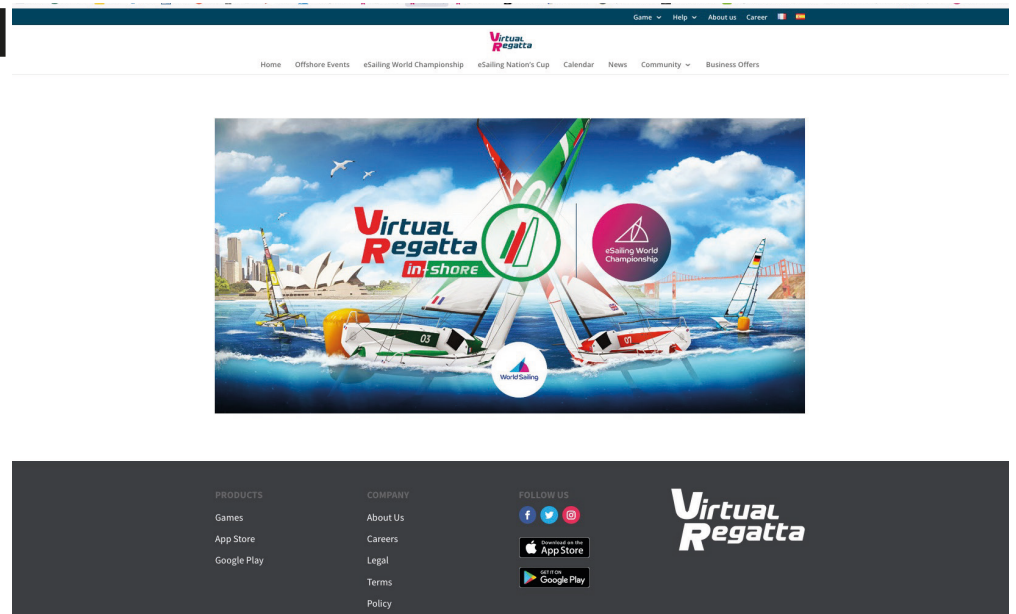 Game Help About us Career
Virtual
Regatta
Home Offshore Events eSailing World Championship eSailing Nation's Cup Calendar News Community Business Offers
Virtual
Regatta
in-shore
eSailing World
Championship
03
07
World Sailing
PRODUCTS
Games
App Store
Google Play
COMPANY
About Us
Careers
Legal
Terms
Policy
FOLLOW US
Download on the
App Store
GET IT ON
Google Play
Virtual
Regatta